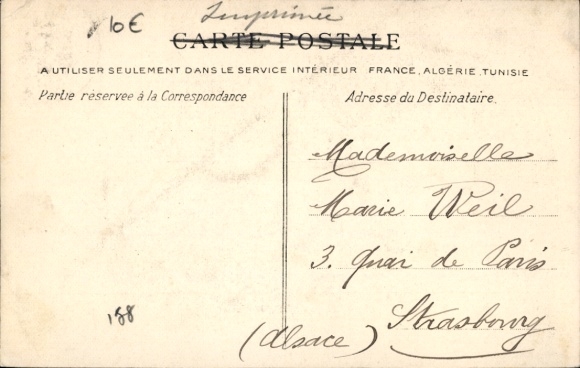 10€ Imprimée
CARTE POSTALE
A UTILISER SEULEMENT DANS LE SERVICE INTÉRIEUR FRANCE, ALGÉRIE, TUNISIE
Partie réservée à la Correspondance
Adresse du Destinataire.
Mademoiselle
Marie Weil
3. Quai de Paris
Strasbourg
(Alsace)
188